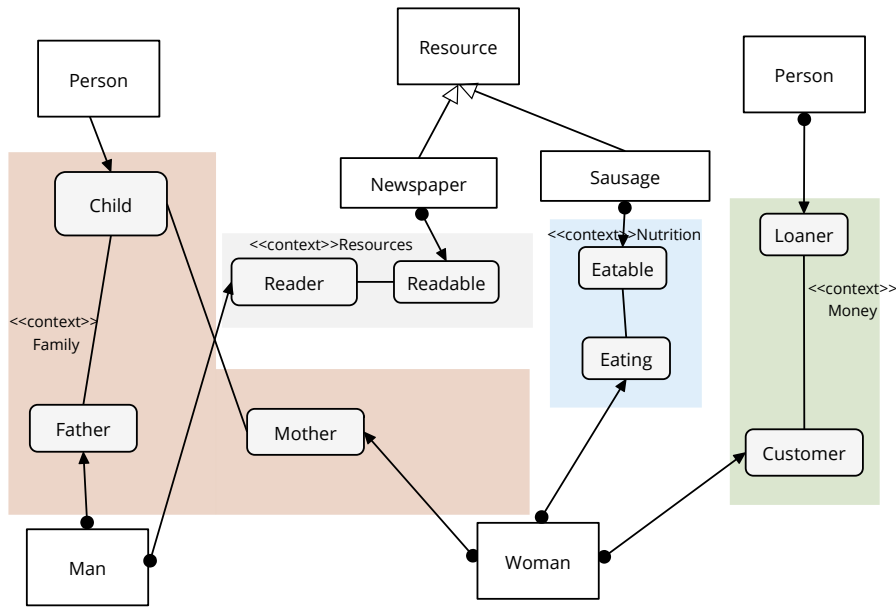 Resource
Person
Person
Newspaper
Sausage
Child
Loaner
<<context>>Resources
<<context>>Nutrition
Reader
Readable
Eatable
<<context>>
Money
<<context>>
Family
Eating
Father
Mother
Customer
Man
Woman